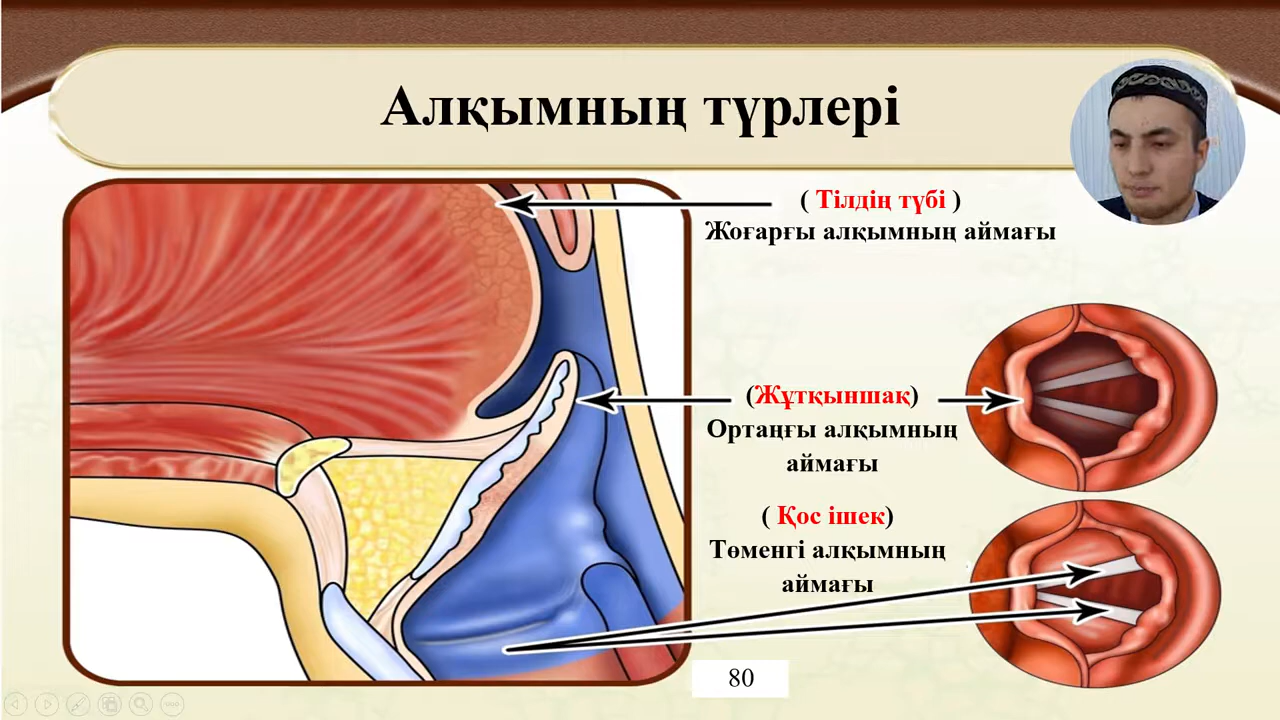 Алқымның түрлері
( Тілдің түбі )
Жоғарғы алқымның аймағы
(Жұтқыншақ)
Ортаңғы алқымның
аймағы
( Қос ішек)
Төменгі алқымның
аймағы
80